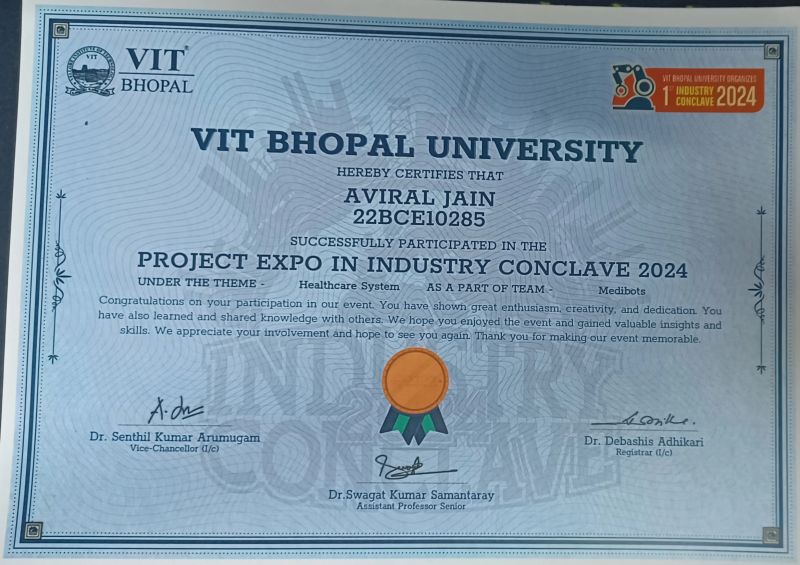 VIT
BHOPAL
VIT BHOPAL UNIVERSITY ORGANIZES
1ST INDUSTRY
CONCLAVE 2024
VIT BHOPAL UNIVERSITY
HEREBY CERTIFIES THAT
AVIRAL JAIN
22BCE10285
SUCCESSFULLY PARTICIPATED IN THE
PROJECT EXPO IN INDUSTRY CONCLAVE 2024
UNDER THE THEME - Healthcare System AS A PART OF TEAM - Medibots
Congratulations on your participation in our event. You have shown great enthusiasm, creativity, and dedication. You
have also learned and shared knowledge with others. We hope you enjoyed the event and gained valuable insights and
skills. We appreciate your involvement and hope to see you again. Thank you for making our event memorable.
INDUSTRY
CONCLAVE
Dr. Senthil Kumar Arumugam
Vice-Chancellor (I/c)
Dr. Debashis Adhikari
Registrar (I/c)
Dr.Swagat Kumar Samantaray
Assistant Professor Senior